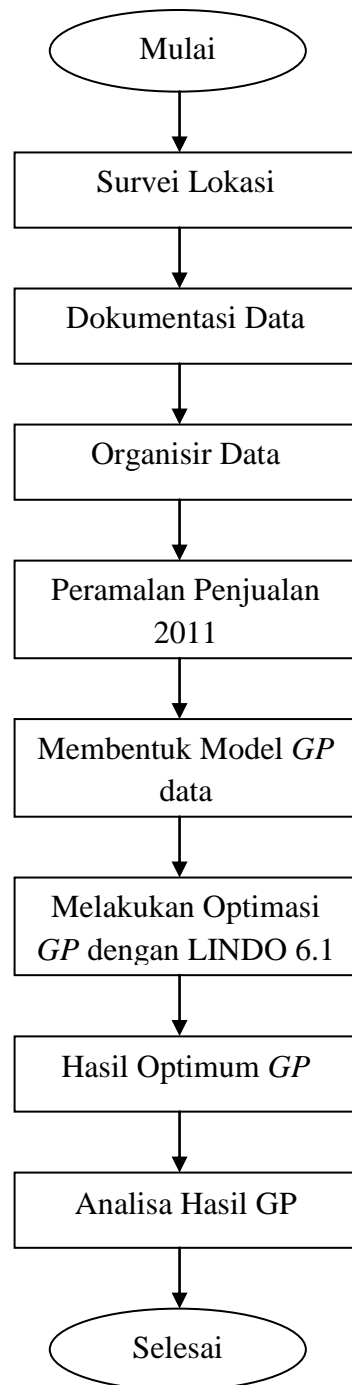 Mulai
Survei Lokasi
Dokumentasi Data
Organisir Data
Peramalan Penjualan
2011
Membentuk Model GP
data
Melakukan Optimasi
GP dengan LINDO 6.1
Hasil Optimum GP
Analisa Hasil GP
Selesai